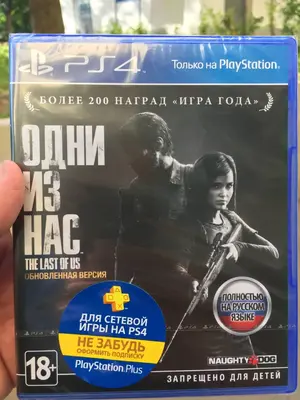 PS4
Только на PlayStation®
БОЛЕЕ 200 НАГРАД «ИГРА ГОДА»
ОДНИ
ИЗ
НАС
THE LAST OF US
ОБНОВЛЕННАЯ ВЕРСИЯ
ДЛЯ СЕТЕВОЙ
ИГРЫ НА PS4
НЕ ЗАБУДЬ
ОФОРМИТЬ ПОДПИСКУ
PlayStation®Plus
ПОЛНОСТЬЮ
НА РУССКОМ
ЯЗЫКЕ
18+
NAUGHTY DOG
ЗАПРЕЩЕНО ДЛЯ ДЕТЕЙ